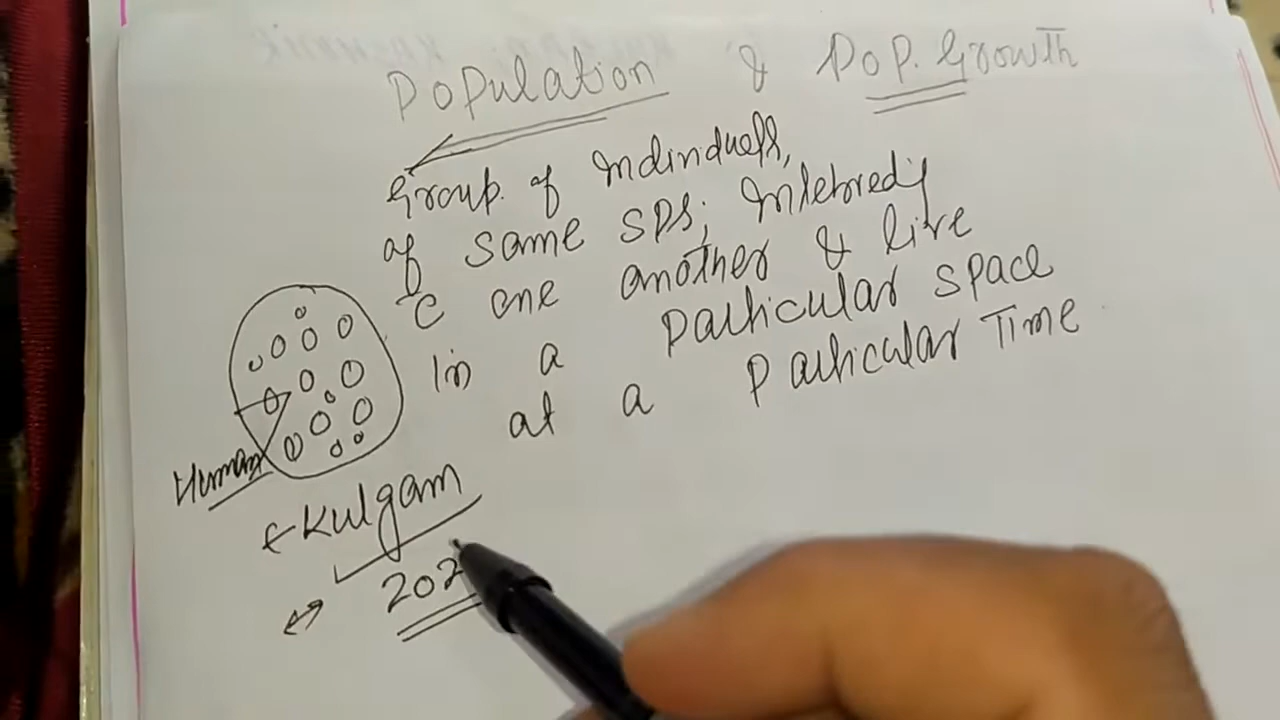 Population & Pop. Growth
Group of Individuals,
of same SPS; Interbred
C̄ one another & live
In a Particular space
at a Particular Time
Human
Kulgam
202